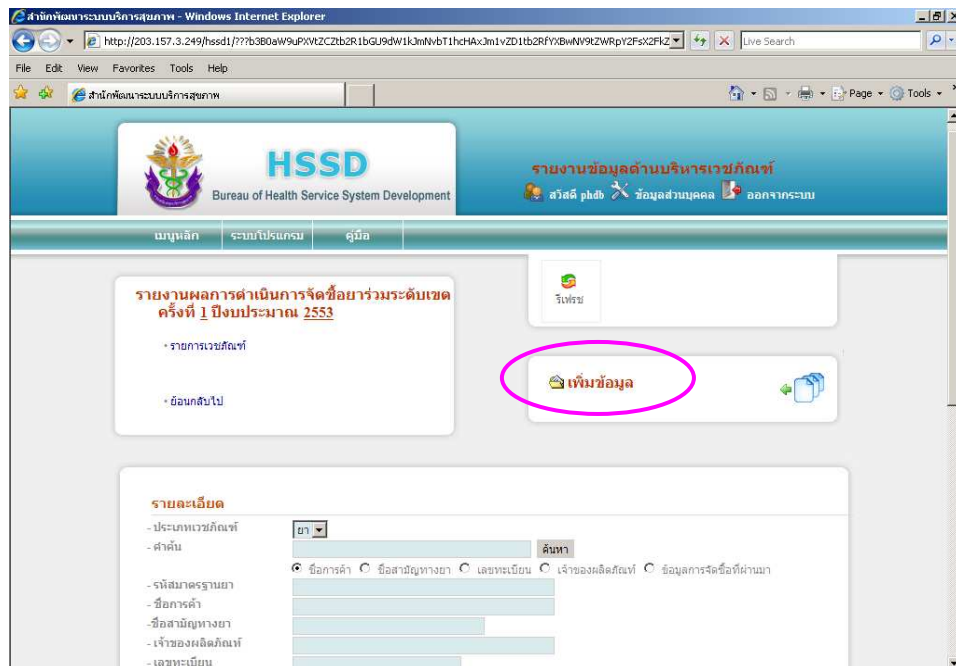 สำนักพัฒนาระบบบริการสุขภาพ - Windows Internet Explorer
Live Search
File Edit View Favorites Tools Help
สำนักพัฒนาระบบบริการสุขภาพ
Page Tools
HSSD
Bureau of Health Service System Development
รายงานข้อมูลด้านบริหารเวชภัณฑ์
สวัสดี phdb ข้อมูลส่วนบุคคล ออกจากระบบ
เมนูหลัก ระบบโปรแกรม คู่มือ
รายงานผลการดำเนินการจัดซื้อยาร่วมระดับเขต
ครั้งที่ 1 ปีงบประมาณ 2553
รายการเวชภัณฑ์
ย้อนกลับไป
รีเฟรช
เพิ่มข้อมูล
รายละเอียด
- ประเภทเวชภัณฑ์ ยา
- คำค้น ค้นหา
ชื่อการค้า ชื่อสามัญทางยา เลขทะเบียน เจ้าของผลิตภัณฑ์ ข้อมูลการจัดซื้อที่ผ่านมา
- รหัสมาตรฐานยา
- ชื่อการค้า
-ชื่อสามัญทางยา
- เจ้าของผลิตภัณฑ์
- เลขทะเบียน